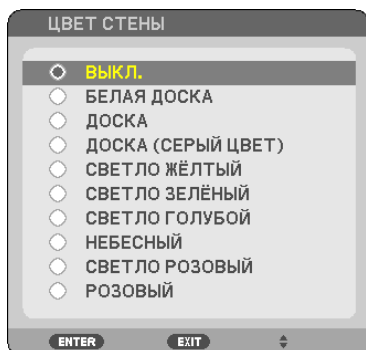 ЦВЕТ СТЕНЫ
ВЫКЛ.
БЕЛАЯ ДОСКА
ДОСКА
ДОСКА (СЕРЫЙ ЦВЕТ)
СВЕТЛО ЖЁЛТЫЙ
СВЕТЛО ЗЕЛЁНЫЙ
СВЕТЛО ГОЛУБОЙ
НЕБЕСНЫЙ
СВЕТЛО РОЗОВЫЙ
РОЗОВЫЙ
ENTER EXIT